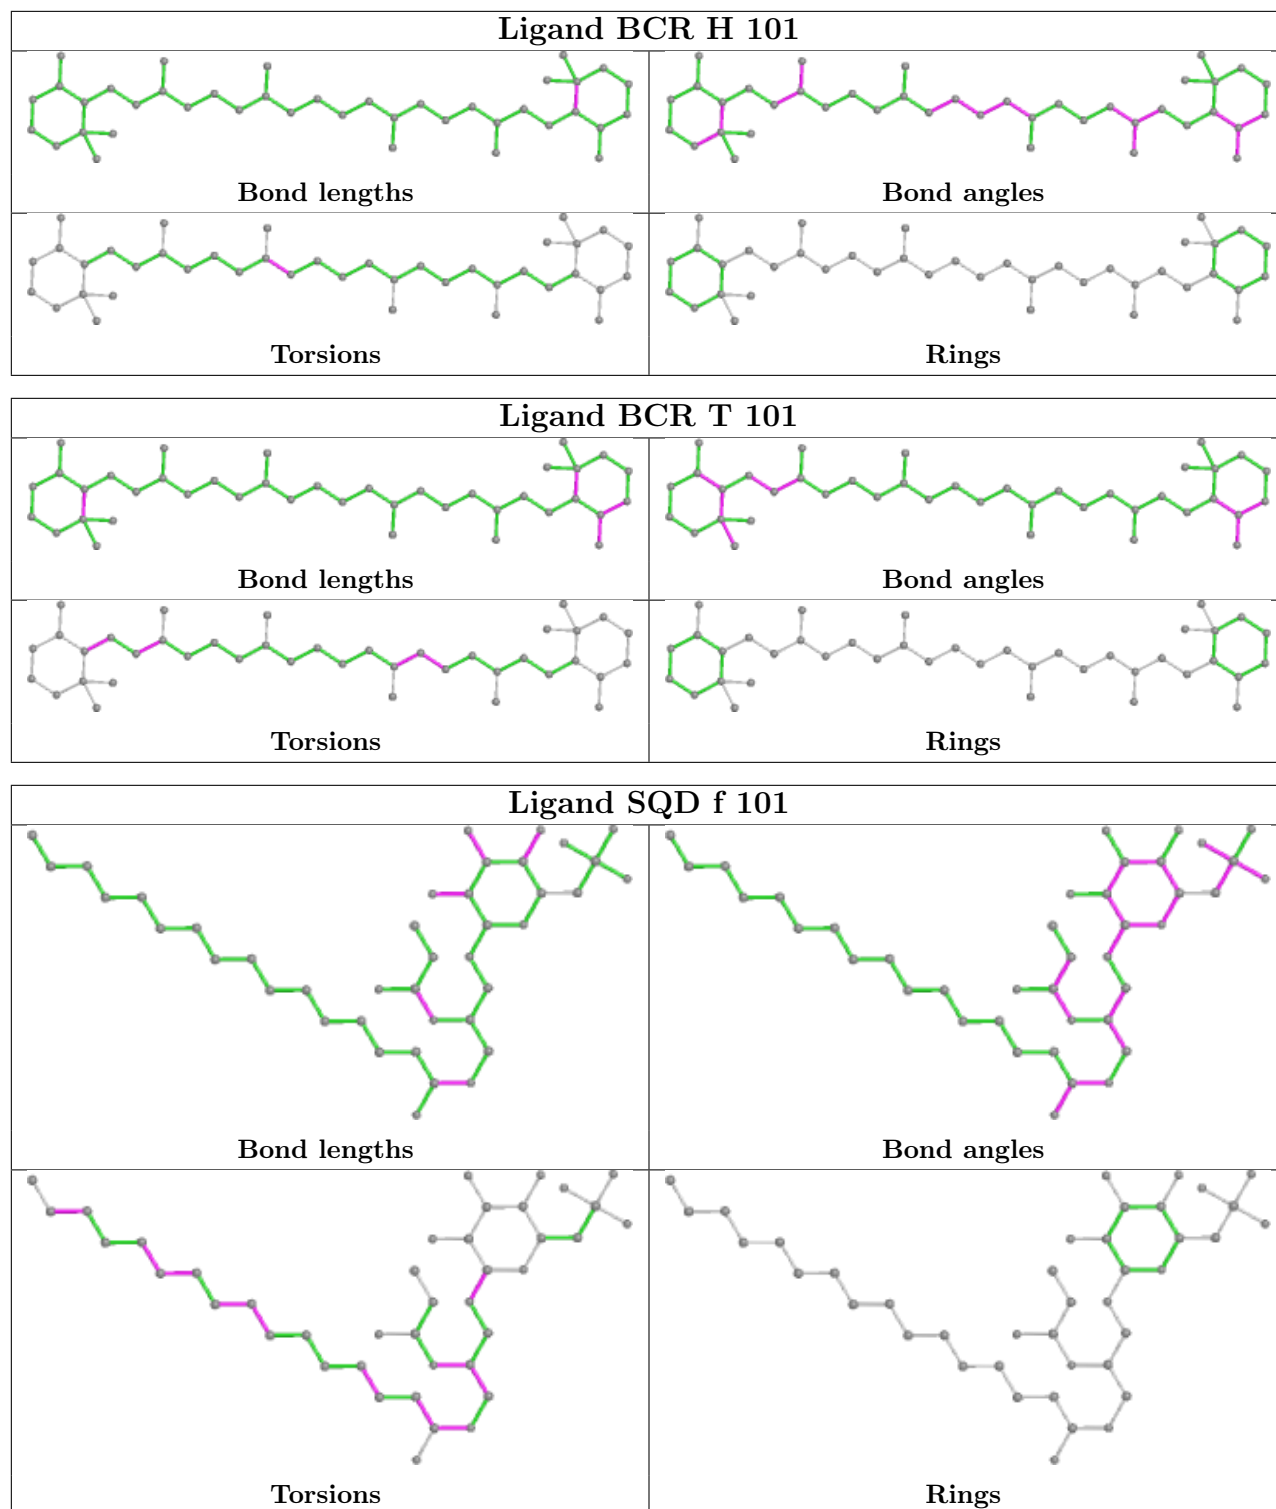 Ligand BCR H 101
Bond lengths Bond angles
Torsions Rings
Ligand BCR T 101
Bond lengths Bond angles
Torsions Rings
Ligand SQD f 101
Bond lengths Bond angles
Torsions Rings